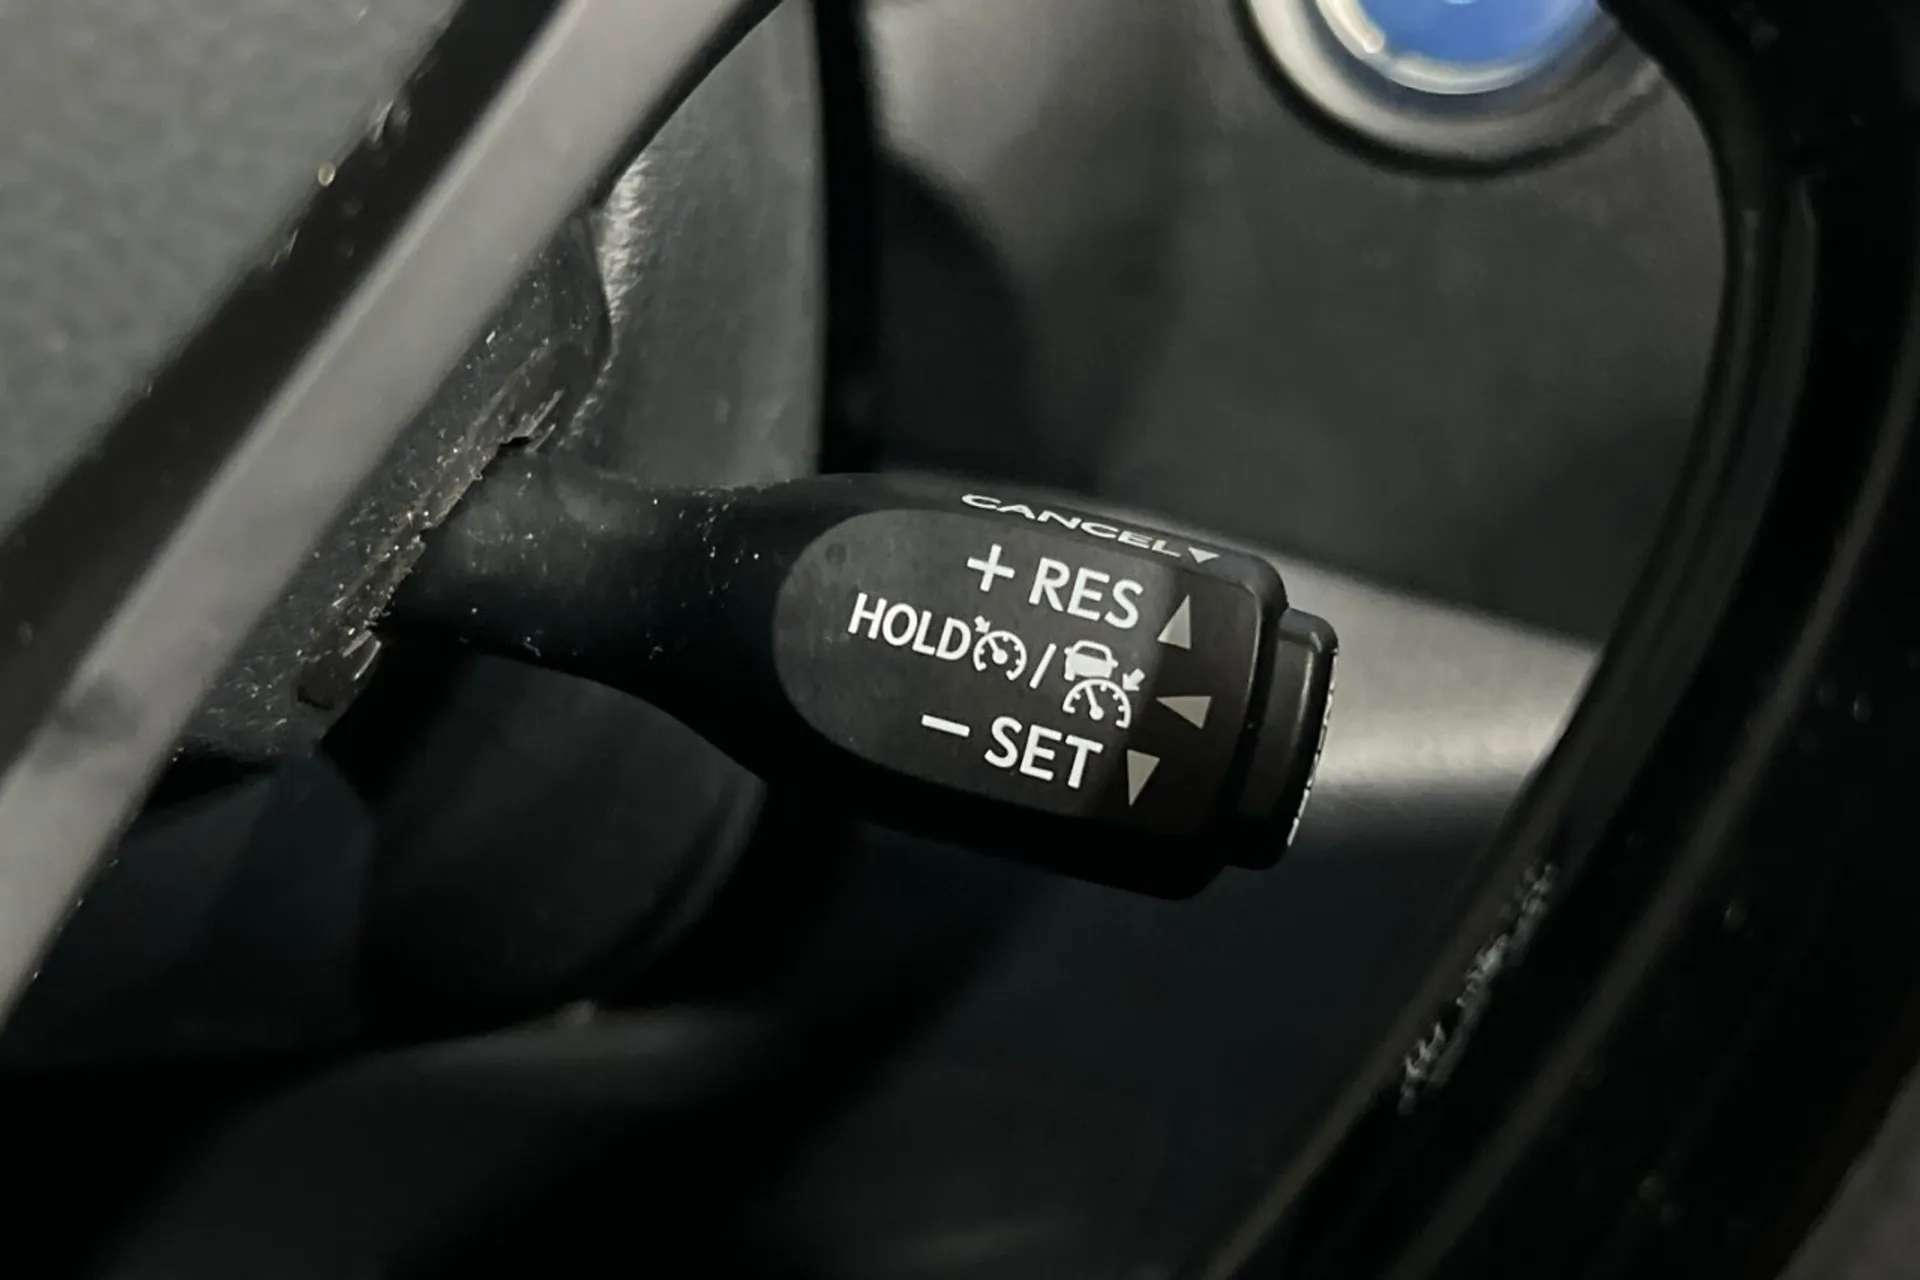 CANCEL
+ RES
HOLD /
– SET